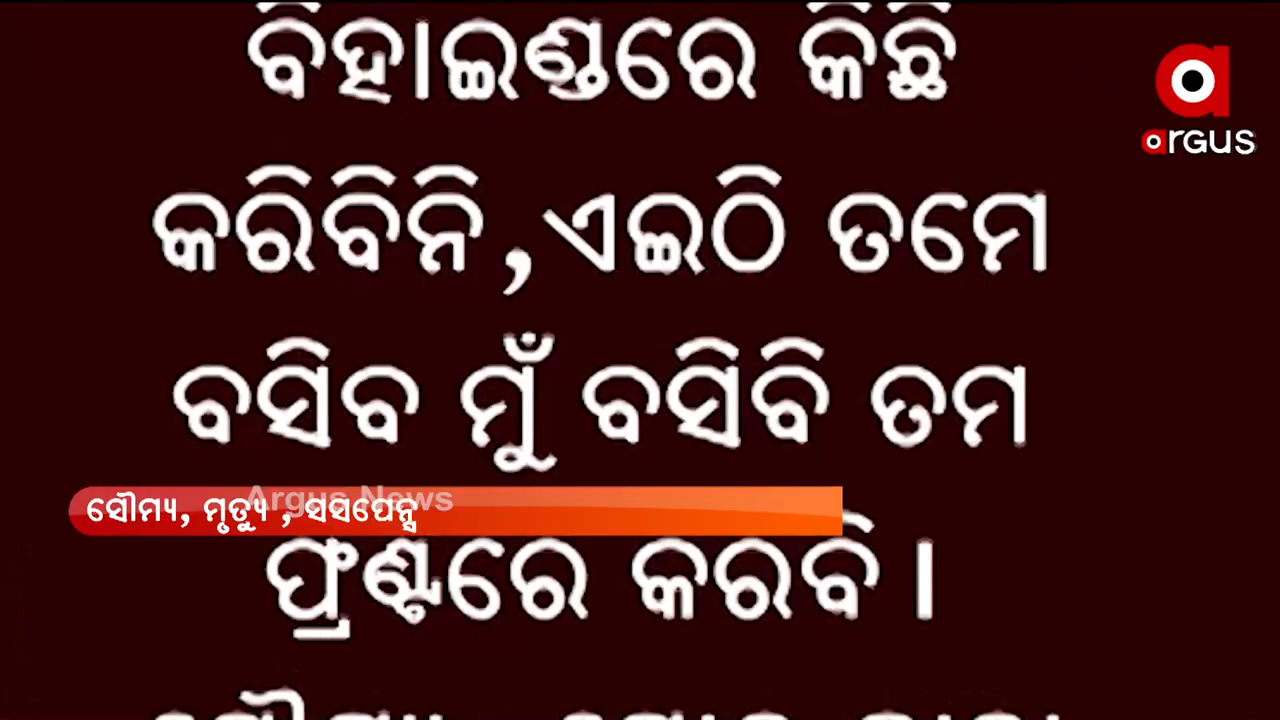 ବିହାଇଣ୍ଡରେ କିଛି
argus
କରିବିନି,ଏଇଠି ତମେ
ବସିବ ମୁଁ ବସିବି ତମ
Argus News
ସୌମ୍ୟ, ମୃତ୍ୟୁ, ସସପେନ୍ସ
ଫ୍ରଣ୍ଟରେ କରବି।